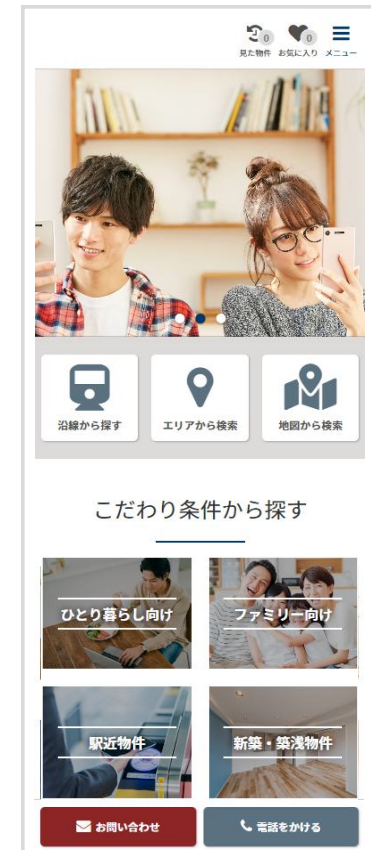 0
0
見た物件 お気に入り メニュー
沿線から探す
エリアから検索
地図から検索
こだわり条件から探す
ひとり暮らし向け
ファミリー向け
駅近物件
新築・築浅物件
お問い合わせ
電話をかける